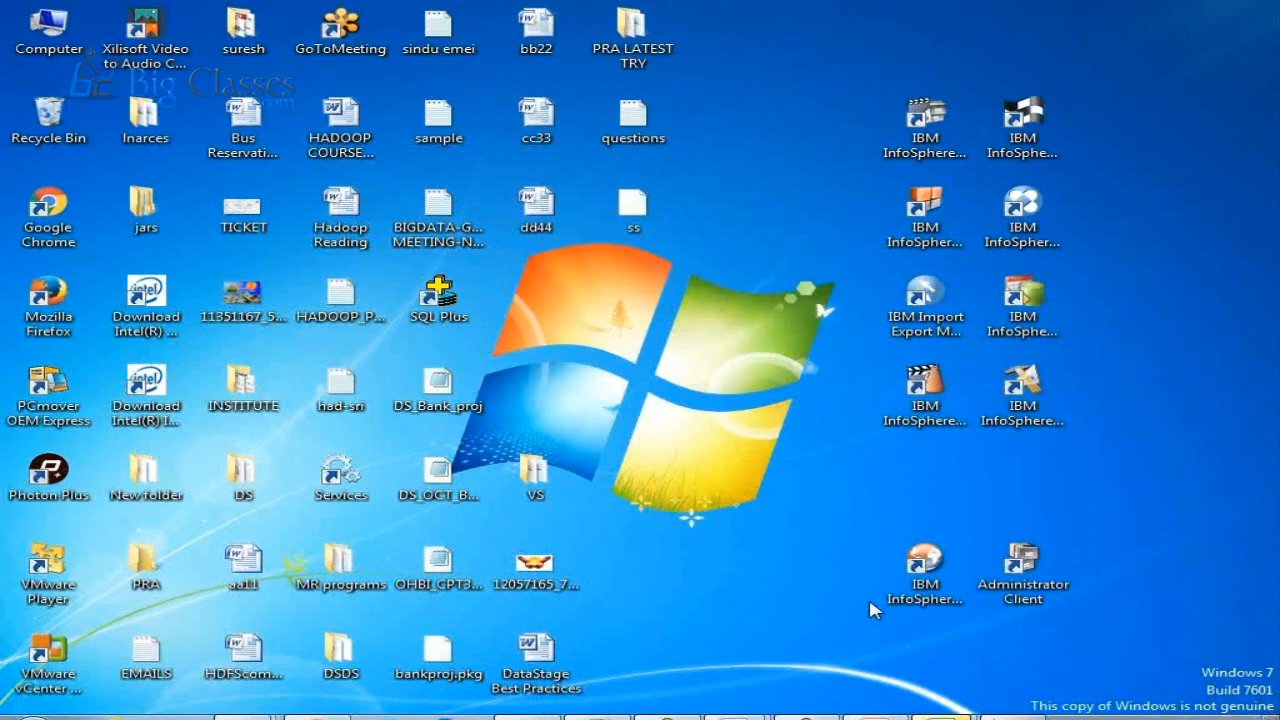 Computer
Xilisoft Video
to Audio C...
suresh
GoToMeeting
sindu emei
bb22
PRA LATEST
TRY
Big Classes
.com
Recycle Bin
Inarces
Bus
Reservati...
HADOOP
COURSE...
sample
cc33
questions
IBM
InfoSphere...
IBM
InfoSphe...
Google
Chrome
jars
TICKET
Hadoop
Reading
BIGDATA-G...
MEETING-N...
dd44
ss
IBM
InfoSpher...
IBM
InfoSpher...
Mozilla
Firefox
Download
Intel(R) ...
11351167_5...
HADOOP_P...
SQL Plus
IBM Import
Export M...
IBM
InfoSphe...
PCmover
OEM Express
Download
Intel(R) I...
INSTITUTE
had-sri
DS_Bank_proj
IBM
InfoSphere...
IBM
InfoSphere...
Photon Plus
New folder
DS
Services
DS_OCT_B...
VS
VMware
Player
PRA
aa11
MR programs
OHBI_CPT3...
12057165_7...
IBM
InfoSpher...
Administrator
Client
VMware
vCenter ...
EMAILS
HDFScom...
DSDS
bankproj.pkg
DataStage
Best Practices
Windows 7
Build 7601
This copy of Windows is not genuine